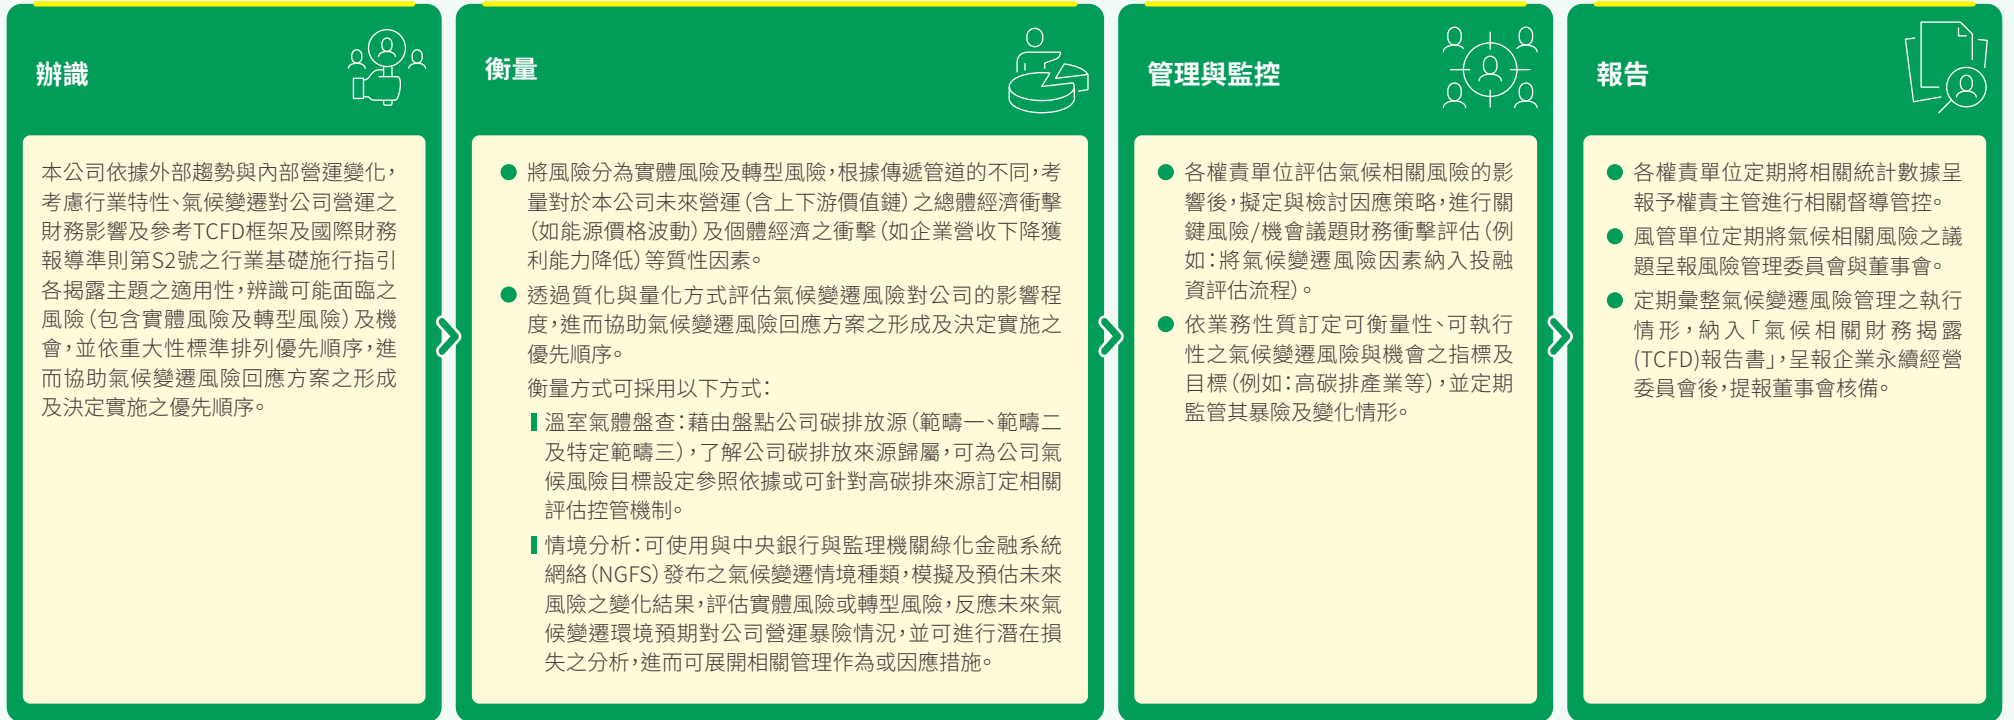 辦識
本公司依據外部趨勢與內部營運變化，
考慮行業特性、氣候變遷對公司營運之
財務影響及參考TCFD框架及國際財務
報導準則第S2號之行業基礎施行指引
各揭露主題之適用性，辨識可能面臨之
風險（包含實體風險及轉型風險）及機
會，並依重大性標準排列優先順序，進
而協助氣候變遷風險回應方案之形成
及決定實施之優先順序。
衡量
● 將風險分為實體風險及轉型風險，根據傳遞管道的不同，考
量對於本公司未來營運（含上下游價值鏈）之總體經濟衝擊
（如能源價格波動）及個體經濟之衝擊（如企業營收下降獲
利能力降低）等質性因素。
● 透過質化與量化方式評估氣候變遷風險對公司的影響程
度，進而協助氣候變遷風險回應方案之形成及決定實施之
優先順序。
衡量方式可採用以下方式：
溫室氣體盤查：藉由盤點公司碳排放源（範疇一、範疇二
及特定範疇三），了解公司碳排放來源歸屬，可為公司氣
候風險目標設定參照依據或可針對高碳排來源訂定相關
評估控管機制。
情境分析：可使用與中央銀行與監理機關綠化金融系統
網絡（NGFS）發布之氣候變遷情境種類，模擬及預估未來
風險之變化結果，評估實體風險或轉型風險，反應未來氣
候變遷環境預期對公司營運暴險情況，並可進行潛在損
失之分析，進而可展開相關管理作為或因應措施。
管理與監控
● 各權責單位評估氣候相關風險的影
響後，擬定與檢討因應策略，進行關
鍵風險/機會議題財務衝擊評估（例
如：將氣候變遷風險因素納入投融
資評估流程）。
● 依業務性質訂定可衡量性、可執行
性之氣候變遷風險與機會之指標及
目標（例如：高碳排產業等），並定期
監管其暴險及變化情形。
報告
● 各權責單位定期將相關統計數據呈
報予權責主管進行相關督導管控。
● 風管單位定期將氣候相關風險之議
題呈報風險管理委員會與董事會。
● 定期彙整氣候變遷風險管理之執行
情形，納入「氣候相關財務揭露
(TCFD)報告書」，呈報企業永續經營
委員會後，提報董事會核備。